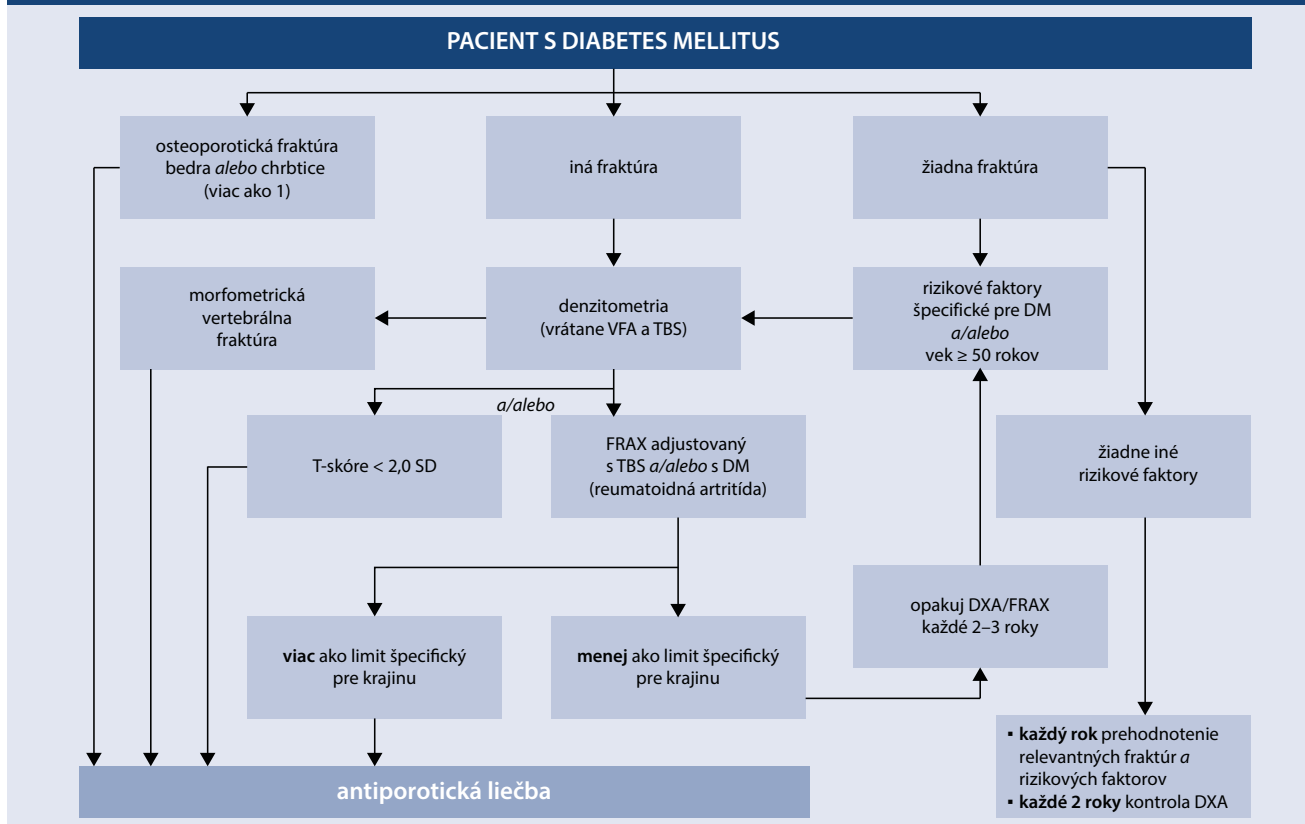 PACIENT S DIABETES MELLITUS
osteoporotická fraktúra
bedra alebo chrbtice
(viac ako 1)
iná fraktúra
žiadna fraktúra
morfometrická
vertebrálna
fraktúra
denzitometria
(vrátane VFA a TBS)
rizikové faktory
špecifické pre DM
a/alebo
vek ≥ 50 rokov
a/alebo
T-skóre < 2,0 SD
FRAX adjustovaný
s TBS a/alebo s DM
(reumatoidná artritída)
žiadne iné
rizikové faktory
opakuj DXA/FRAX
každé 2–3 roky
viac ako limit špecifický
pre krajinu
menej ako limit špecifický
pre krajinu
▪ každý rok prehodnotenie
relevantných fraktúr a
rizikových faktorov
▪ každé 2 roky kontrola DXA
antiporotická liečba